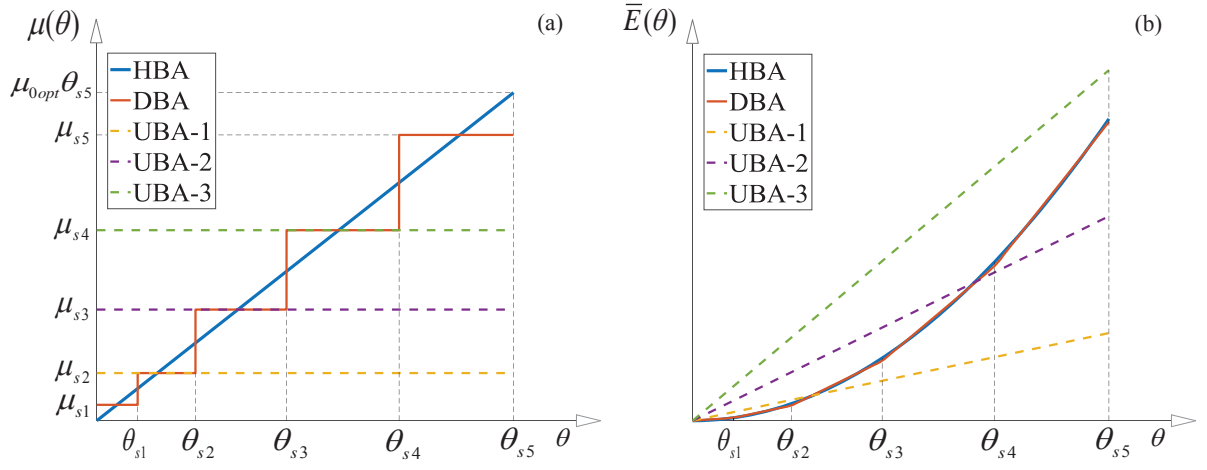 μ(θ)
(a)
HBA
DBA
UBA-1
UBA-2
UBA-3
μ0optθs5
μs5
μs4
μs3
μs2
μs1
θs1
θs2
θs3
θs4
θs5
θ
E̅(θ)
(b)
HBA
DBA
UBA-1
UBA-2
UBA-3
θs1
θs2
θs3
θs4
θs5
θ